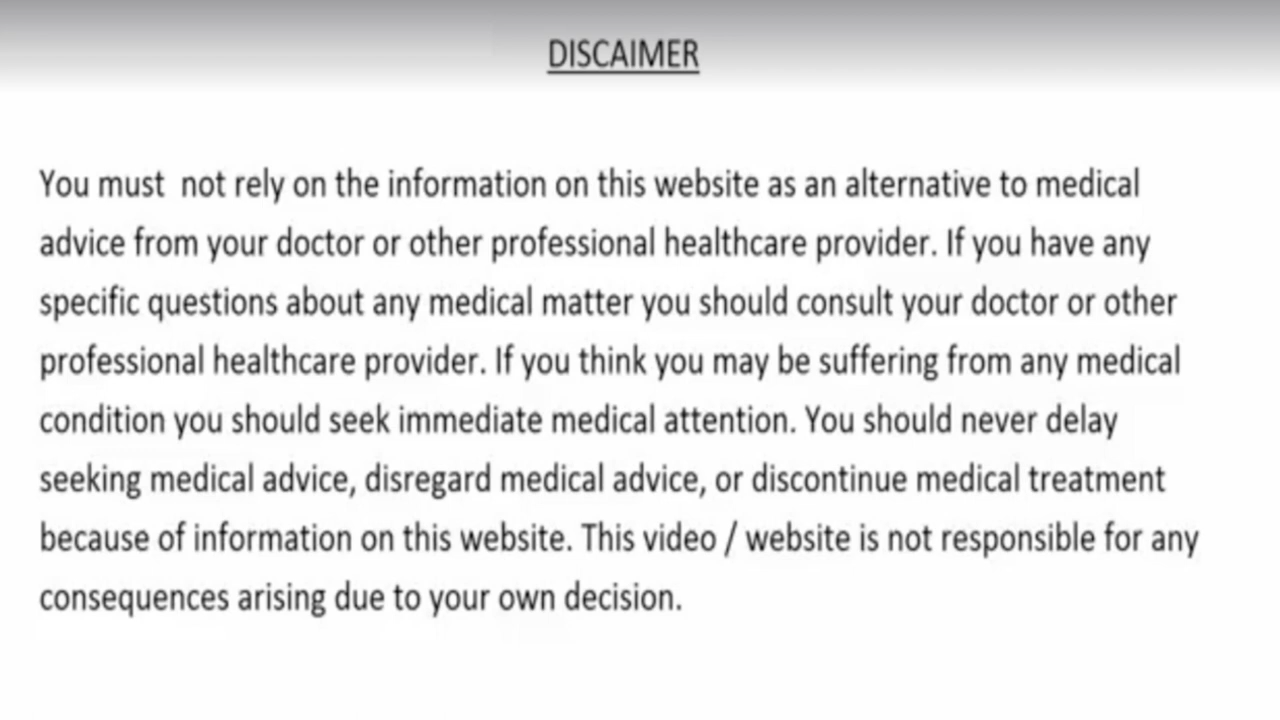 DISCAIMER
You must  not rely on the information on this website as an alternative to medical
advice from your doctor or other professional healthcare provider. If you have any
specific questions about any medical matter you should consult your doctor or other
professional healthcare provider. If you think you may be suffering from any medical
condition you should seek immediate medical attention. You should never delay
seeking medical advice, disregard medical advice, or discontinue medical treatment
because of information on this website. This video / website is not responsible for any
consequences arising due to your own decision.